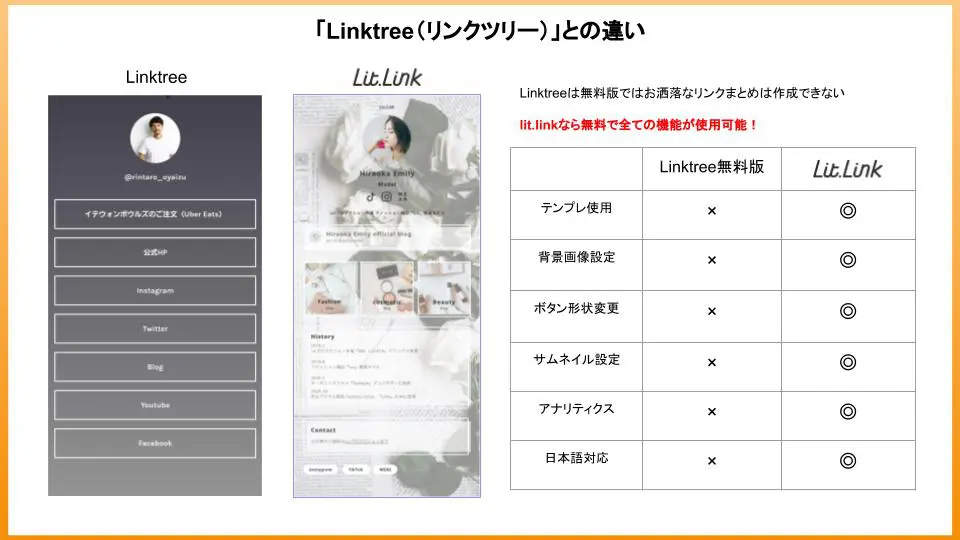 「Linktree（リンクツリー）」との違い
Linktree
@rintaro_oyaizu
イテウォンボウルズのご注文（Uber Eats）
公式HP
Instagram
Twitter
Blog
Youtube
Facebook
Lit.Link
Hiraoka Emily
Model
Hiraoka Emily official blog
Fashion
cosmetic
Beauty
History
Contact
Instagram
TikTok
WEAR
Linktreeは無料版ではお洒落なリンクまとめは作成できない
lit.linkなら無料で全ての機能が使用可能！
Linktree無料版 Lit.Link
テンプレ使用 × ◎
背景画像設定 × ◎
ボタン形状変更 × ◎
サムネイル設定 × ◎
アナリティクス × ◎
日本語対応 × ◎